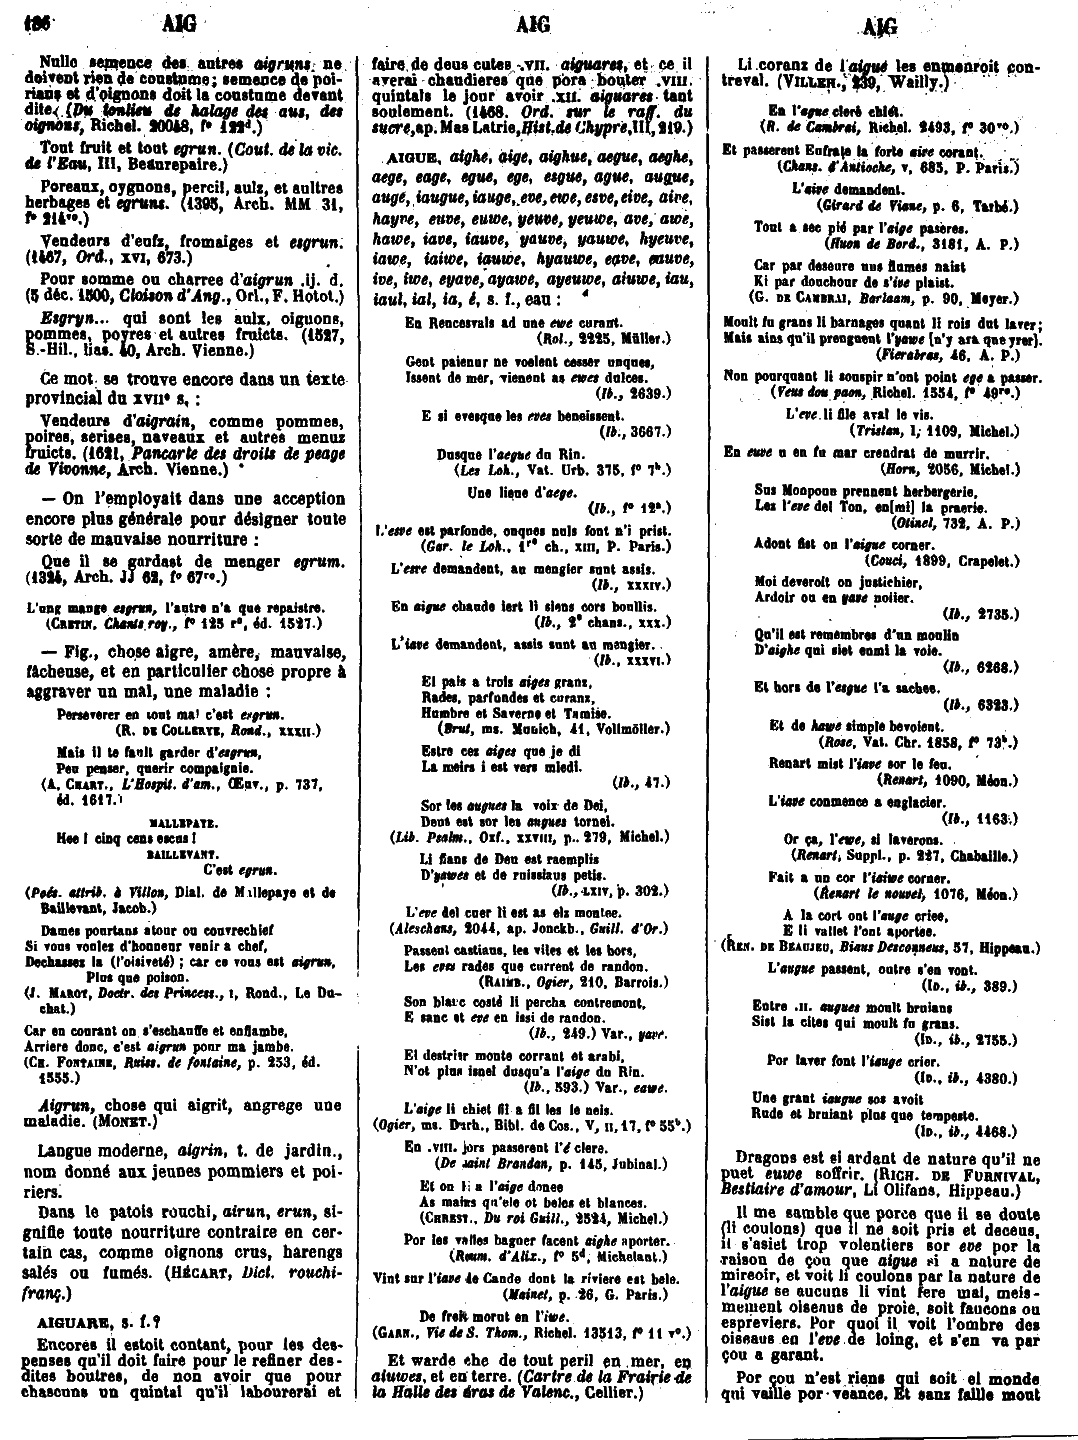 186 AIG AIG AIG
Nulle semence des autres aigruns ne
doivent rien de coustume; semence de poi-
rians et d'oignons doit la coustume devant
dite. (Du tonlieu de halage des aus, des
oignons, Richel. 20048, f° 122d.)
Tout fruit et tout egrun. (Cout. de la vic.
de l'Eau, III, Beaurepaire.)
Poreaux, oygnons, percil, aulz, et aultres
herbages et egruns. (1395, Arch. MM 31,
f° 214ro.)
Vendeurs d'eufz, fromaiges et esgrun.
(1467, Ord., XVI, 673.)
Pour somme ou charree d'aigrun .ij. d.
(5 déc. 1500, Cloison d'Ang., Orl., F. Hotot.)
Esgryn... qui sont les aulx, oiguons,
pommes, poyres et autres fruicts. (1527,
S.-Hil., lias. 40, Arch. Vienne.)
Ce mot se trouve encore dans un texte
provincial du XVIIe s. :
Vendeurs d'aigrain, comme pommes,
poires, serises, naveaux et autres menuz
fruicts. (1621, Pancarte des droits de peage
de Vivonne, Arch. Vienne.)
— On l'employait dans une acception
encore plus générale pour désigner toute
sorte de mauvaise nourriture :
Que il se gardast de menger egrum.
(1324, Arch. JJ 62, f° 67ro.)
L'ung mange esgrun, l'autre n'a que repaistre.
(CRETIN, Chants roy., f° 125 r°, éd. 1527.)
— Fig., chose aigre, amère, mauvaise,
fâcheuse, et en particulier chose propre à
aggraver un mal, une maladie :
Perseverer en tout mal c'est esgrun.
(R. DE COLLERYE, Rond., XXXII.)
Mais il te fault garder d'esgrun,
Peu penser, querir compaignie.
(A. CHART., L'Hospit. d'am., Œuv., p. 737,
éd. 1617.)
MALLEPAYE.
Hee ! cinq cens escus !
BAILLEVANT.
C'est egrun.
(Poés. attrib. à Villon, Dial. de Mallepaye et de
Baillevant, Jacob.)
Dames pourtans atour ou couvrechief
Si vous voulez d'honneur venir a chef,
Dechassez la (l'oisiveté) ; car ce vous est aigrun,
Plus que poison.
(J. MAROT, Doctr. des Princess., I, Rond., Le Du-
chat.)
Car en courant on s'eschauffe et enflambe,
Arriere donc, c'est aigrun pour ma jambe.
(CH. FONTAINE, Ruiss. de fontaine, p. 253, éd.
1555.)
Aigrun, chose qui aigrit, angrege une
maladie. (MONET.)
Langue moderne, aigrin, t. de jardin.,
nom donné aux jeunes pommiers et poi-
riers.
Dans le patois rouchi, airun, erun, si-
gnifie toute nourriture contraire en cer-
tain cas, comme oignons crus, harengs
salés ou fumés. (HÉCART, Dict. rouchi-
franç.)
AIGUARE, s. f.?
Encores il estoit contant, pour les des-
penses qu'il doit faire pour le refiner des-
dites boutres, de non avoir que pour
chascuns un quintal qu'il labourerai et
faire de deus cutes .VII. aiguares, et ce il
averai chaudieres que pora bouter .VIII.
quintals le jour avoir .XII. aiguares tant
soulement. (1468. Ord. sur le raff. du
sucre, ap. Mas Latrie, Hist. de Chypre, III, 219.)
AIGUE, aighe, aige, aighue, aegue, aeghe,
aege, eage, egue, ege, esgue, ague, augue,
auge, iaugue, iauge, eve, ewe, esve, eive, aive,
hayve, euve, euwe, yeuve, yeuwe, ave, awe,
hawe, iave, iauve, yauve, yauwe, hyeuve,
iawe, iaiwe, iauwe, hyauwe, eave, eauve,
ive, iwe, eyave, ayawe, ayeuwe, aiuwe, iau,
iaul, ial, ia, é, s. f., eau :
En Rencesvals ad une ewe curant.
(Rol., 2225, Müller.)
Gent paienur ne voelent cesser unques,
Issent de mer, vienent as ewes dulces.
(Ib., 2639.)
E si evesque les eves beneissent.
(Ib., 3667.)
Dusque l'aegue du Rin.
(Les Loh., Vat. Urb. 375, f° 7b.)
Une lique d'aege.
(Ib., f° 12a.)
L'esve est parfonde, onques nuls font n'i prist.
(Gar. le Loh., 1re ch., XIII, P. Paris.)
L'esve demandent, au mengier sunt assis.
(Ib., XXXIV.)
En aigue chaude iert li siens cors boullis.
(Ib., 2e chans., XXX.)
L'iave demandent, assis sunt au mengier.
(Ib., XXXVI.)
El païs a trois aiges granz,
Rades, parfondes et curanz,
Humbre et Saverne et Tamise.
(Brut, ms. Munich, 41, Vollmöller.)
Estre cez aiges que je di
La meirs i est vers miedi.
(Ib., 47.)
Sor les augues la voix de Dei,
Deus est sor les augues tornei.
(Lib. Psalm., Oxf., XXVIII, p. 279, Michel.)
Li flans de Deu est raemplis
D'yawes et de ruissiaus petis.
(Ib., LXIV, p. 302.)
L'eve del cuer li est as elz montee.
(Aleschans, 2044, ap. Jonckb., Guill. d'Or.)
Passent castiaus, les viles et les bors,
Les eves rades que current de randon.
(RAIMB., Ogier, 210, Barrois.)
Son blanc costé li percha contremont,
E sanc et eve en issi de randon.
(Ib., 249.) Var., yave.
El destrier monte corrant et arabi,
N'ot plus isnel dusqu'a l'aige du Rin.
(Ib., 593.) Var., eawe.
L'aige li chiet fil a fil les le neis.
(Ogier, ms. Durh., Bibl. de Cos., V, II, 17, f° 55b.)
En .VIII. jors passerent l'é clere.
(De saint Brandan, p. 145, Jubinal.)
Et on li a l'aige donee
As mains qu'ele ot beles et blances.
(CHREST., Du roi Guill., 2524, Michel.)
Por les valles baguer facent aighe aporter.
(Roum. d'Alix., f° 5d, Michelant.)
Vint sur l'iave de Cande dont la riviere est bele.
(Mainet, p. 26, G. Paris.)
De freit morut en l'iwe.
(GARN., Vie de S. Thom., Richel. 13513, f° 11 v°.)
Et warde che de tout peril en mer, en
aiuwes, et en terre. (Cartre de la Frairie de
la Halle des dras de Valenc., Cellier.)
Li coranz de l'aigue les enmenroit con-
treval. (VILLEH., 239, Wailly.)
En l'ague cleré chiét.
(R. de Cambrai, Richel. 2493, f° 30vo.)
Et passerent Enfrate la forte aive corant.
(Chans. d'Antioche, V, 685, P. Paris.)
L'aive demandent.
(Girard de Viane, p. 6, Tarbé.)
Tout a sec pié par l'aige paseres.
(Huon de Bord., 3181, A. P.)
Car par deseure uns flumes naist
Ki par douchour de s'ive plaist.
(G. DE CAMBRAI, Barlaam, p. 90, Meyer.)
Moult fu grans li barnages quant li rois dut laver;
Mais ains qu'il prengnent l'yawe [n'y ara que yrer].
(Fierabras, 46, A. P.)
Non pourquant li souspir n'ont point ege a passer.
(Veus dou paon, Richel. 1554, f° 49ro.)
L'eve li file aval le vis.
(Tristan, I, 1109, Michel.)
En euwe u en fu mar crendrat de murrir.
(Horn, 2056, Michel.)
Sus Monpoun prennent herbergerie,
Lez l'eve del Ton, en[mi] la praerie.
(Otinel, 732, A. P.)
Adont fist on l'aigue corner.
(Couci, 1899, Crapelet.)
Moi deveroit on justichier,
Ardoir ou en yave noiier.
(Ib., 2735.)
Qu'il est remembres d'un moulin
D'aighe qui siet enmi la voie.
(Ib., 6268.)
Et hors de l'esgue l'a sachee.
(Ib., 6323.)
Et de hawe simple bevoient.
(Rose, Vat. Chr. 1858, f° 73b.)
Renart mist l'iave sor le feu.
(Renart, 1090, Méon.)
L'iave conmence a englacier.
(Ib., 1163.)
Or ça, l'ewe, si laverons.
(Renart, Suppl., p. 227, Chabaille.)
Fait a un cor l'iaiwe corner.
(Renart le nouvel, 1076, Méon.)
A la cort ont l'auge criee,
E li vallet l'ont aportee.
(REN. DE BEAUJEU, Biaus Desconneus, 57, Hippeau.)
L'augue passent, outre s'en vont.
(ID., ib., 389.)
Entre .II. augues moult bruians
Sist la cites qui moult fu grans.
(ID., ib., 2755.)
Por laver font l'iauge crier.
(ID., ib., 4380.)
Une grant iaugue sos avoit
Rude et bruiant plus que tempeste.
(ID., ib., 4468.)
Dragons est si ardant de nature qu'il ne
puet euwe soffrir. (RICH. DE FURNIVAL,
Bestiaire d'amour, Li Olifans, Hippeau.)
Il me samble que porce que il se doute
(li coulons) que il ne soit pris et deceus,
il s'asiet trop volentiers sor eve por la
raison de çou que aigue si a nature de
mireoir, et voit li coulons par la nature de
l'aigue se aucuns li vint fere mal, meis-
mement oiseaus de proie, soit faucons ou
espreviers. Por quoi il voit l'ombre des
oiseaus en l'eve de loing, et s'en va par
çou a garant.
Por çou n'est riens qui soit el monde
qui vaille por veance. Et sanz faille mout